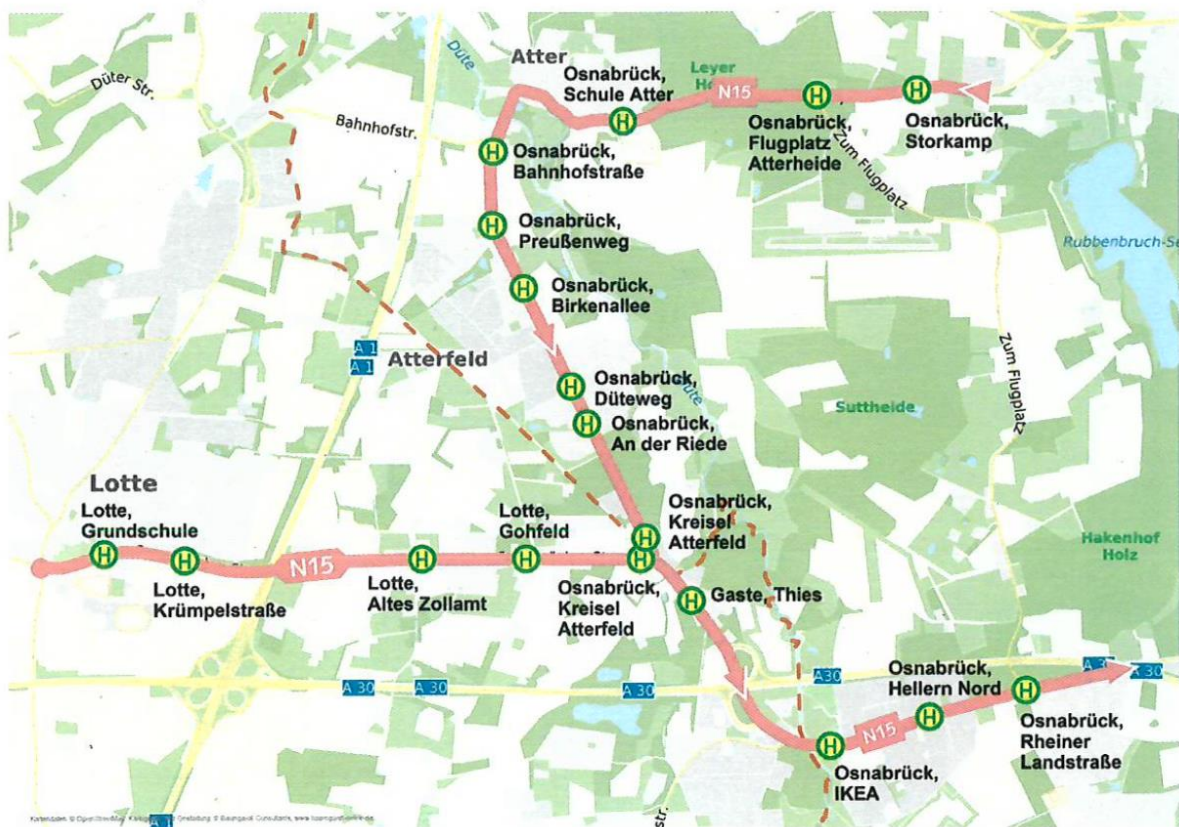 Düte
Atter
Düter Str.
Osnabrück,
Schule Atter
Leyer
N15
Bahnhofstr.
Osnabrück,
Flugplatz
Atterheide
Osnabrück,
Storkamp
Zum Flugplatz
Osnabrück,
Bahnhofstraße
Osnabrück,
Preußenweg
Rubbenbruch-Se
Osnabrück,
Birkenallee
A 1
A 1
Atterfeld
Osnabrück,
Düteweg
Düte
Zum Flugplatz
Suttheide
Osnabrück,
An der Riede
Lotte
Lotte,
Grundschule
Lotte,
Gohfeld
Osnabrück,
Kreisel
Atterfeld
Hakenhof
Holz
N15
Lotte,
Krümpelstraße
Lotte,
Altes Zollamt
Osnabrück,
Kreisel
Atterfeld
Gaste, Thies
A 30
A 30
A 30
A30
A 30
Osnabrück,
Hellern Nord
N15
Osnabrück,
Rheiner
Landstraße
Osnabrück,
IKEA